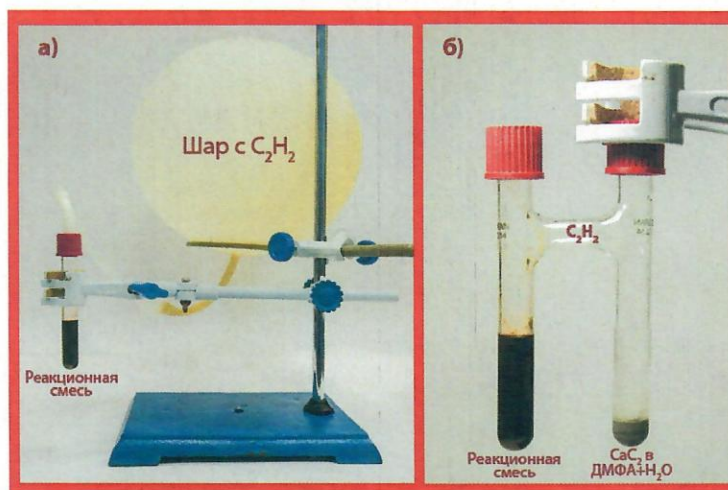 а)
Шар с C₂H₂
Реакционная
смесь
б)
C₂H₂
Реакционная
смесь
CaC₂ в
ДМФА+H₂O